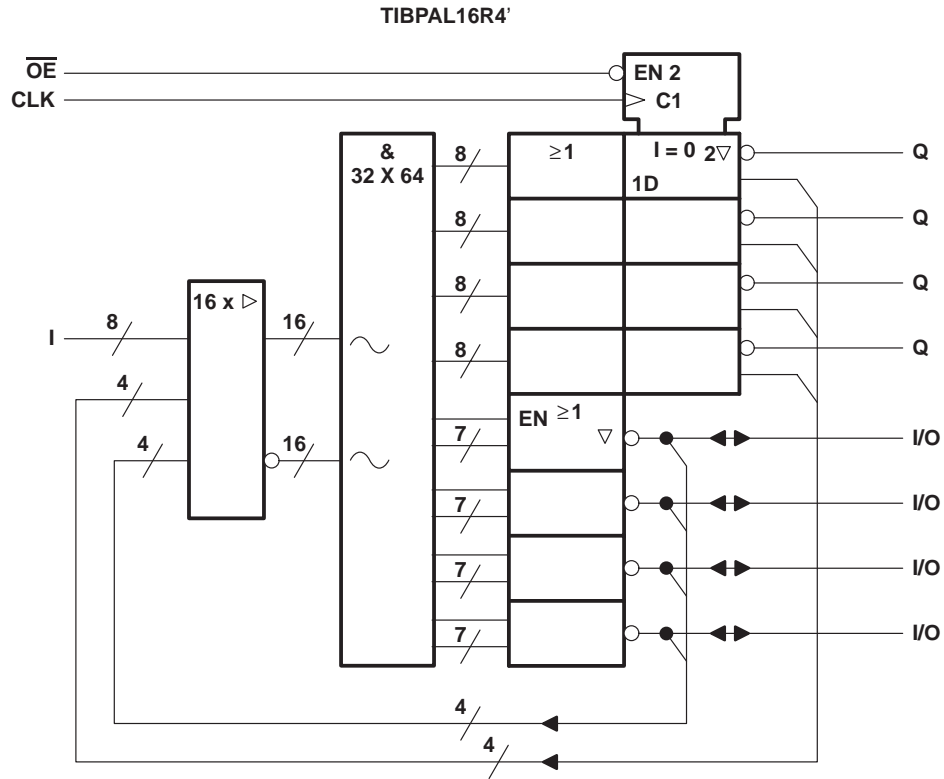 TIBPAL16R4’
OE
EN 2
CLK
C1
&
32 X 64
8
≥1
I = 0 2▽
Q
1D
8
Q
8
Q
16 x ▷
I
8
16
8
Q
4
EN ≥1
▽
7
I/O
4
16
7
I/O
7
I/O
7
I/O
4
4